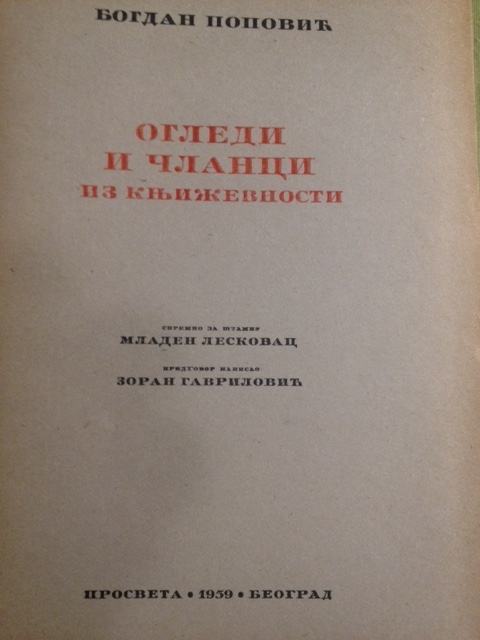 БОГДАН ПОПОВИЋ
ОГЛЕДИ
И ЧЛАНЦИ
ИЗ КЊИЖЕВНОСТИ
СПРЕМИО ЗА ШТАМПУ
МЛАДЕН ЛЕСКОВАЦ
ПРЕДГОВОР НАПИСАО
ЗОРАН ГАВРИЛОВИЋ
ПРОСВЕТА • 1959 • БЕОГРАД